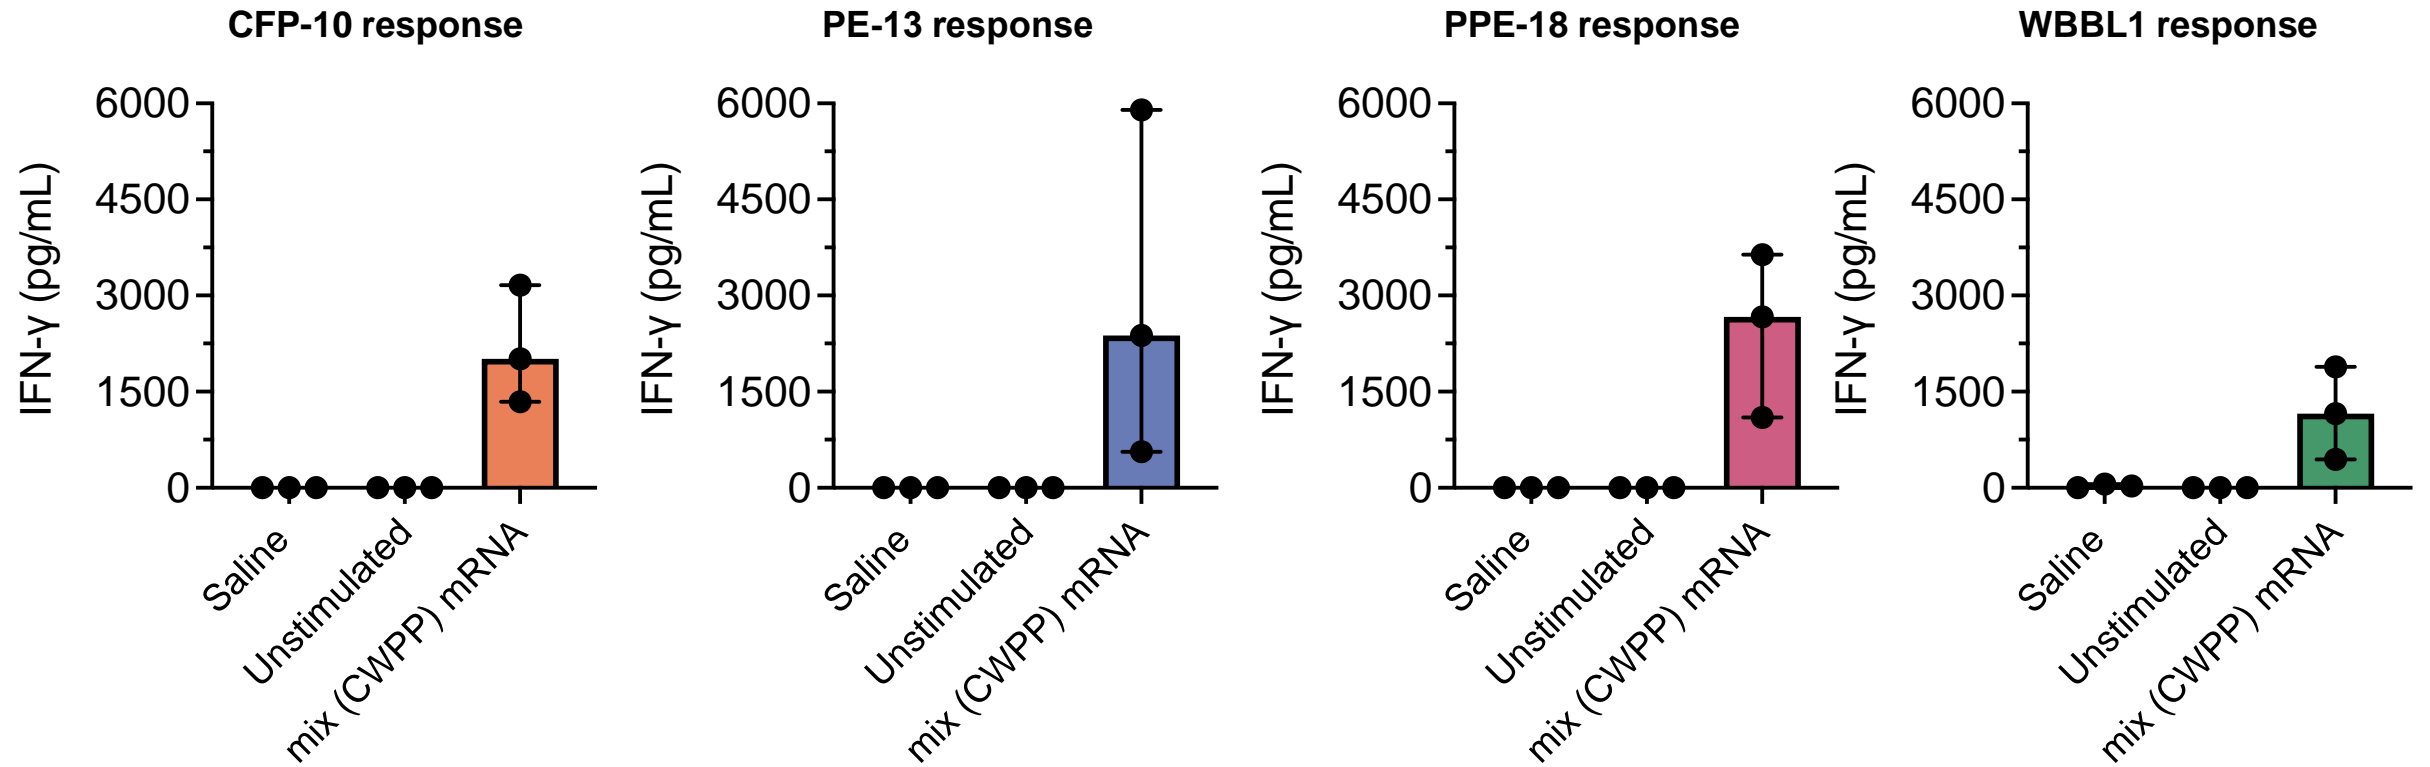 CFP-10 response
IFN-γ (pg/mL)
6000
4500
3000
1500
0
Saline
Unstimulated
mix (CWPP) mRNA
PE-13 response
IFN-γ (pg/mL)
6000
4500
3000
1500
0
Saline
Unstimulated
mix (CWPP) mRNA
PPE-18 response
IFN-γ (pg/mL)
6000
4500
3000
1500
0
Saline
Unstimulated
mix (CWPP) mRNA
WBBL1 response
IFN-γ (pg/mL)
6000
4500
3000
1500
0
Saline
Unstimulated
mix (CWPP) mRNA